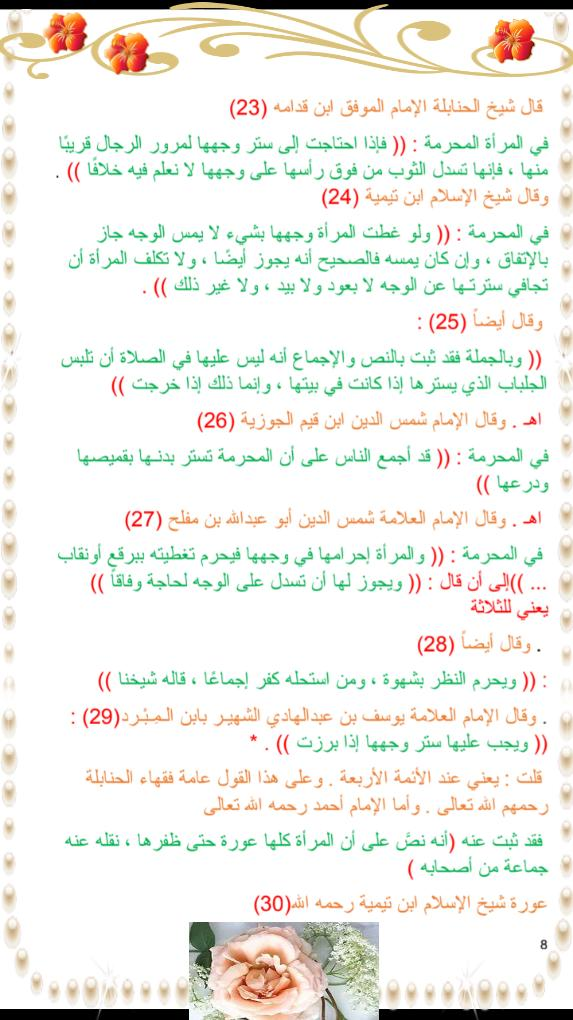 قال شيخ الحنابلة الإمام الموفق ابن قدامه (23)
في المرأة المحرمة : (( فإذا احتاجت إلى ستر وجهها لمرور الرجال قريبًا
منها ، فإنها تسدل الثوب من فوق رأسها على وجهها لا نعلم فيه خلافًا )) .
وقال شيخ الإسلام ابن تيمية (24)
في المحرمة : (( ولو غطت المرأة وجهها بشيء لا يمس الوجه جاز
بالإتفاق ، وإن كان يمسه فالصحيح أنه يجوز أيضًا ، ولا تكلف المرأة أن
تجافي سترتـها عن الوجه لا بعود ولا بيد ، ولا غير ذلك )) .
وقال أيضاً (25) :
(( وبالجملة فقد ثبت بالنص والإجماع أنه ليس عليها في الصلاة أن تلبس
الجلباب الذي يسترها إذا كانت في بيتها ، وإنما ذلك إذا خرجت ))
اهـ . وقال الإمام شمس الدين ابن قيم الجوزية (26)
في المحرمة : (( قد أجمع الناس على أن المحرمة تستر بدنـها بقميصها
ودرعها ))
اهـ . وقال الإمام العلامة شمس الدين أبو عبدالله بن مفلح (27)
في المحرمة : (( والمرأة إحرامها في وجهها فيحرم تغطيته ببرقع أونقاب
... ))إلى أن قال : (( ويجوز لها أن تسدل على الوجه لحاجة وفاقاً ))
يعني للثلاثة
. وقال أيضاً (28)
: (( ويحرم النظر بشهوة ، ومن استحله كفر إجماعًا ، قاله شيخنا ))
. وقال الإمام العلامة يوسف بن عبدالهادي الشهيـر بابن الـمِبْـرد(29) :
(( ويجب عليها ستر وجهها إذا برزت )) . *
قلت : يعني عند الأئمة الأربعة . وعلى هذا القول عامة فقهاء الحنابلة
رحمهم الله تعالى . وأما الإمام أحمد رحمه الله تعالى
فقد ثبت عنه (أنه نصَّ على أن المرأة كلها عورة حتى ظفرها ، نقله عنه
جماعة من أصحابه )
عورة شيخ الإسلام ابن تيمية رحمه الله(30)
8